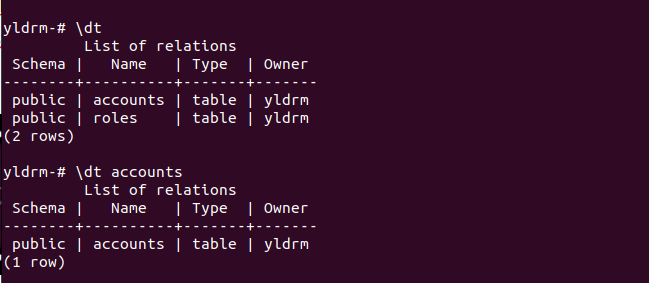 yldrm-# \dt
         List of relations
 Schema |   Name   | Type  | Owner
--------+----------+-------+-------
 public | accounts | table | yldrm
 public | roles    | table | yldrm
(2 rows)

yldrm-# \dt accounts
         List of relations
 Schema |   Name   | Type  | Owner
--------+----------+-------+-------
 public | accounts | table | yldrm
(1 row)